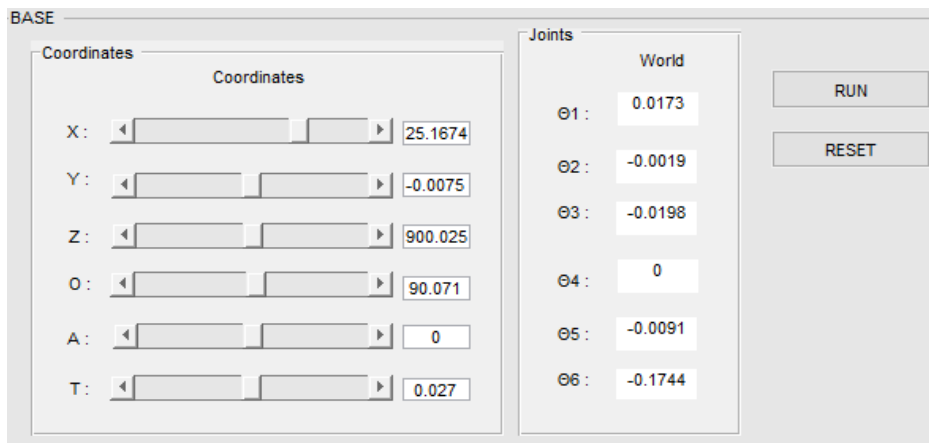 BASE
Coordinates
Coordinates
X : 25.1674
Y : -0.0075
Z : 900.025
O : 90.071
A : 0
T : 0.027
Joints
World
Θ1 : 0.0173
Θ2 : -0.0019
Θ3 : -0.0198
Θ4 : 0
Θ5 : -0.0091
Θ6 : -0.1744
RUN
RESET